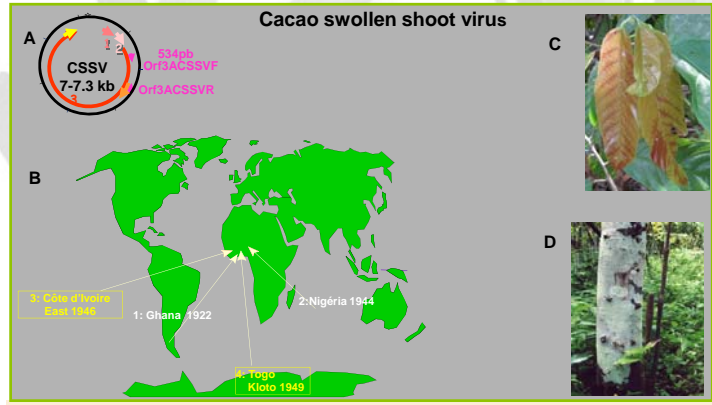 Cacao swollen shoot virus
A
1
2
534pb
Orf3ACSSVF
CSSV
7-7.3 kb
Orf3ACSSVR
3
C
B
D
3: Côte d'Ivoire
East 1946
1: Ghana 1922
2:Nigéria 1944
4: Togo
Kloto 1949